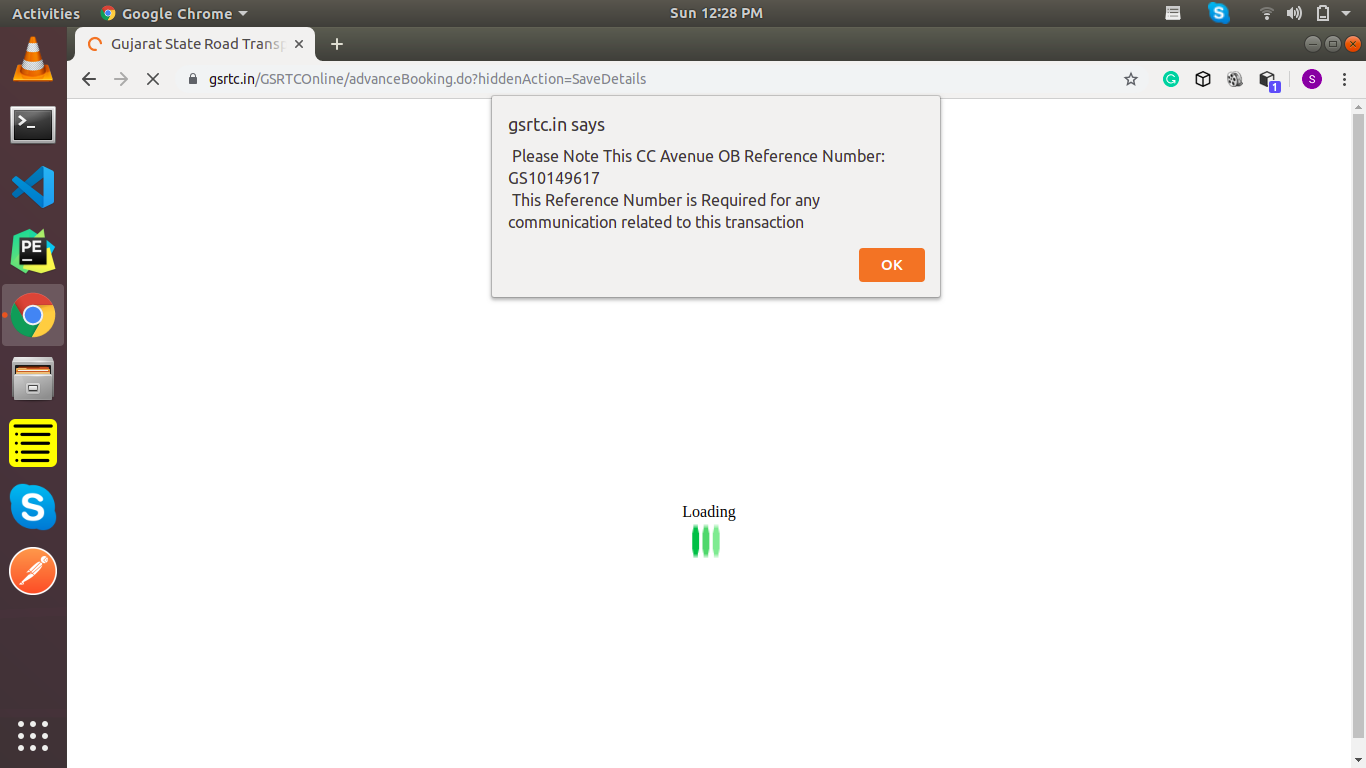 Activities
Google Chrome
Sun 12:28 PM
Gujarat State Road Transp
gsrtc.in/GSRTCOnline/advanceBooking.do?hiddenAction=SaveDetails
1
S
gsrtc.in says
Please Note This CC Avenue OB Reference Number:
GS10149617
This Reference Number is Required for any
communication related to this transaction
OK
PE
Loading